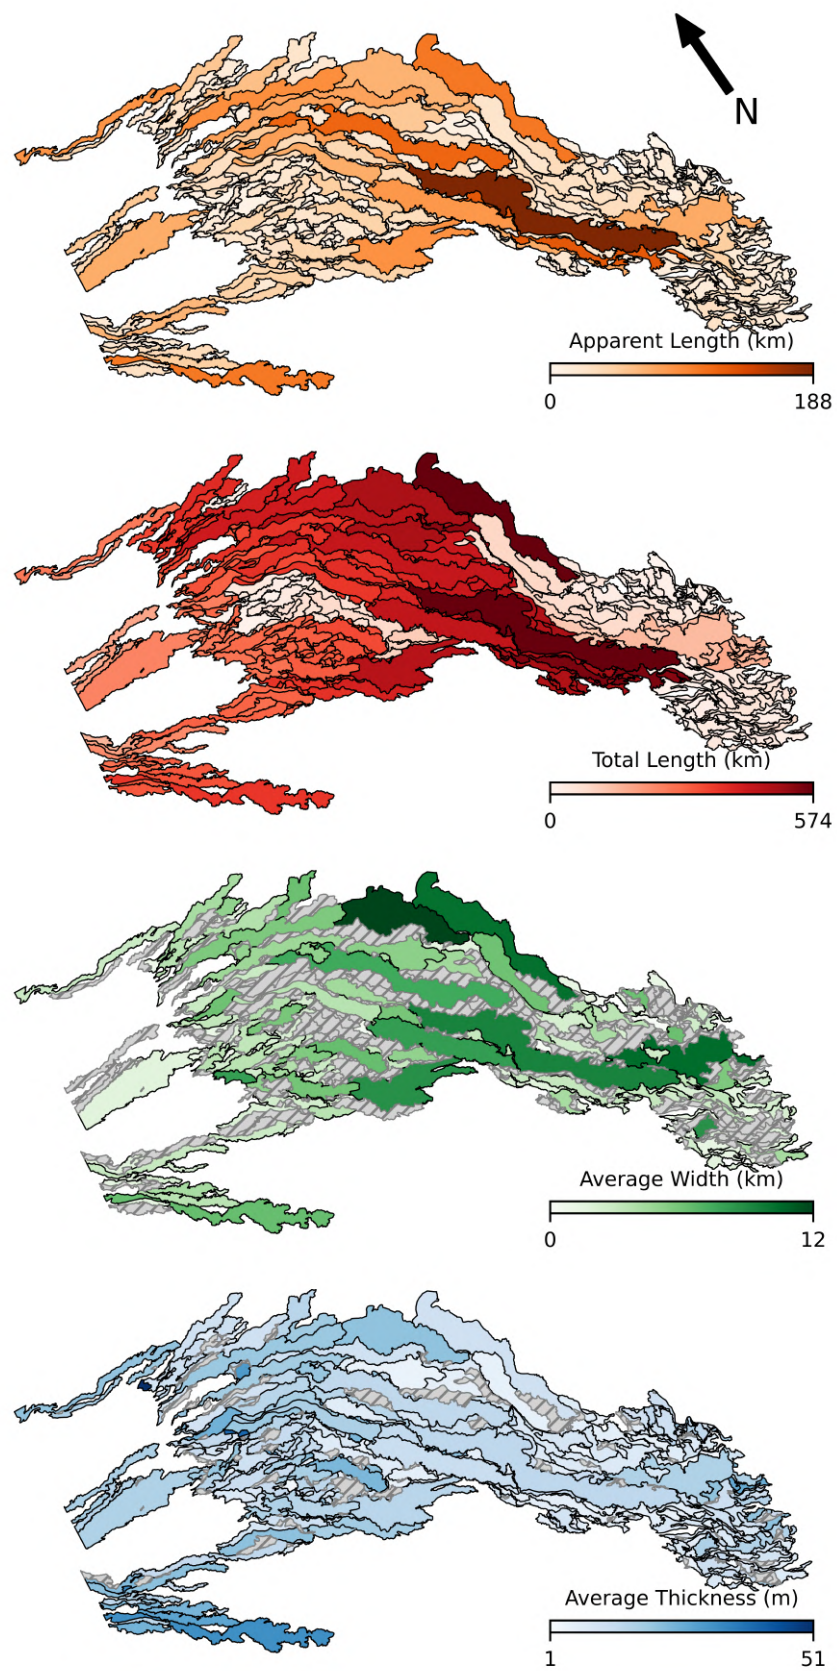 N
Apparent Length (km)
0 188
Total Length (km)
0 574
Average Width (km)
0 12
Average Thickness (m)
1 51